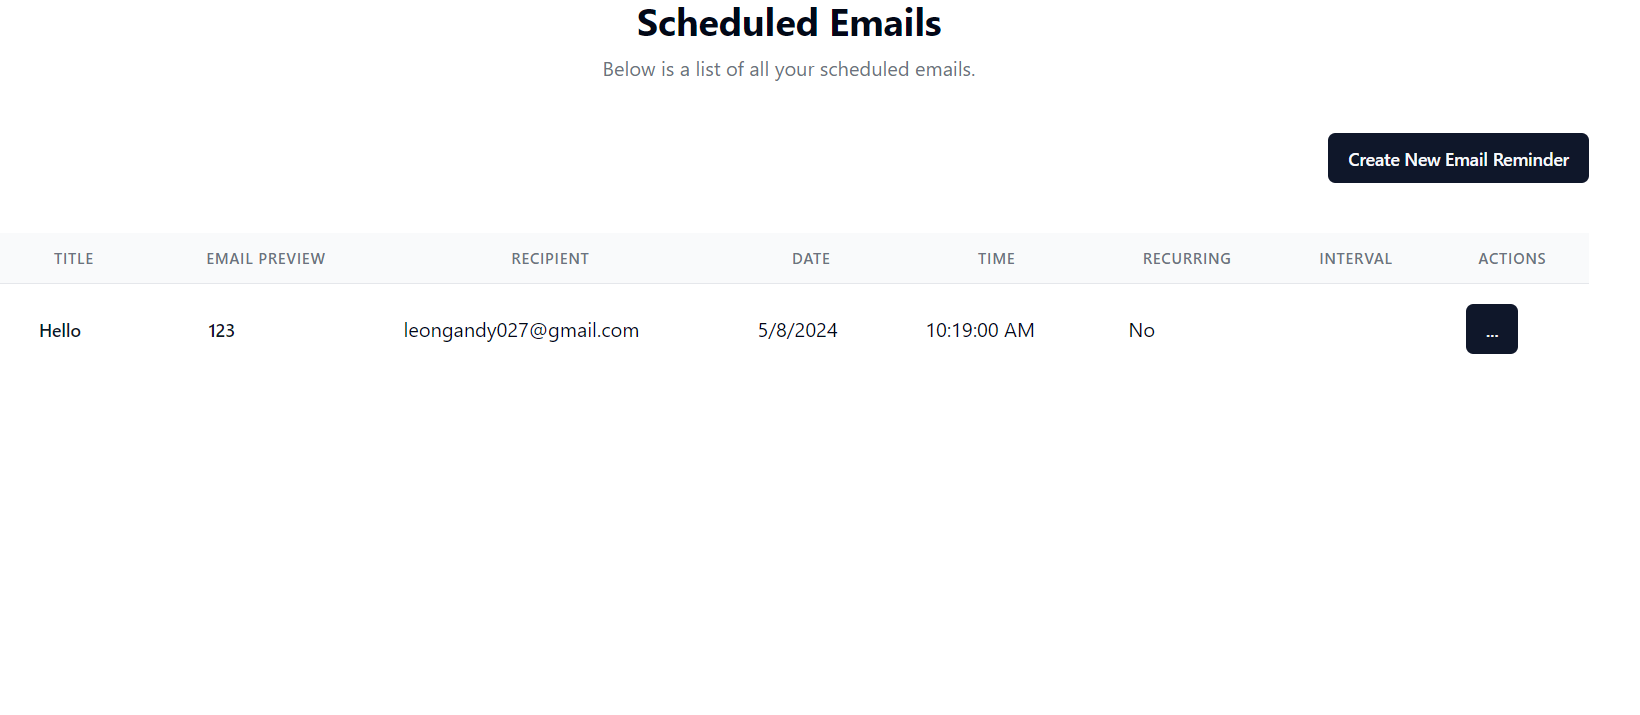 Scheduled Emails
Below is a list of all your scheduled emails.
Create New Email Reminder
TITLE EMAIL PREVIEW RECIPIENT DATE TIME RECURRING INTERVAL ACTIONS
Hello 123 leongandy027@gmail.com 5/8/2024 10:19:00 AM No ...